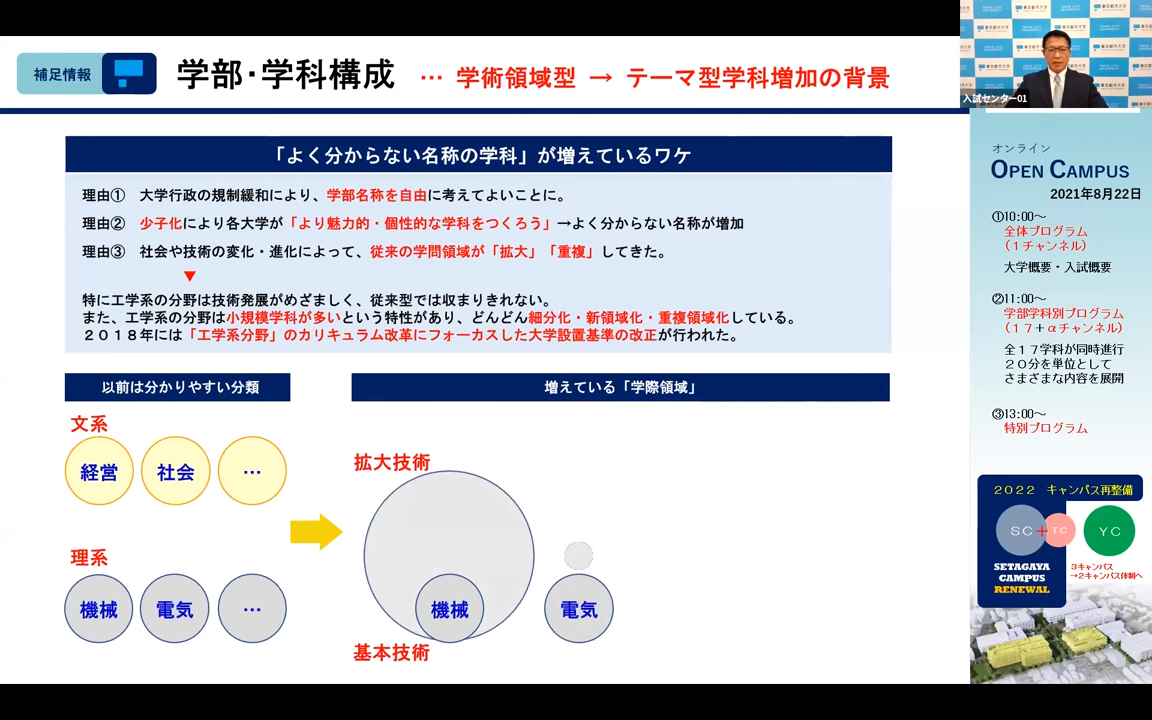 補足情報
学部･学科構成 … 学術領域型 → テーマ型学科増加の背景
「よく分からない名称の学科」が増えているワケ
理由① 大学行政の規制緩和により、学部名称を自由に考えてよいことに。
理由② 少子化により各大学が「より魅力的・個性的な学科をつくろう」→よく分からない名称が増加
理由③ 社会や技術の変化・進化によって、従来の学問領域が「拡大」「重複」してきた。
▼
特に工学系の分野は技術発展がめざましく、従来型では収まりきれない。
また、工学系の分野は小規模学科が多いという特性があり、どんどん細分化・新領域化・重複領域化している。
２０１８年には「工学系分野」のカリキュラム改革にフォーカスした大学設置基準の改正が行われた。
以前は分かりやすい分類
文系
経営 社会 …
理系
機械 電気 …
増えている「学際領域」
拡大技術
機械 電気
基本技術
入試センター01
オンライン
OPEN CAMPUS
2021年8月22日
①10:00～
全体プログラム
（１チャンネル）
大学概要・入試概要
②11:00～
学部学科別プログラム
（１７＋αチャンネル）
全１７学科が同時進行
２０分を単位として
さまざまな内容を展開
③13:00～
特別プログラム
２０２２ キャンパス再整備
SC+TC YC
SETAGAYA
CAMPUS
RENEWAL
３キャンパス
→２キャンパス体制へ